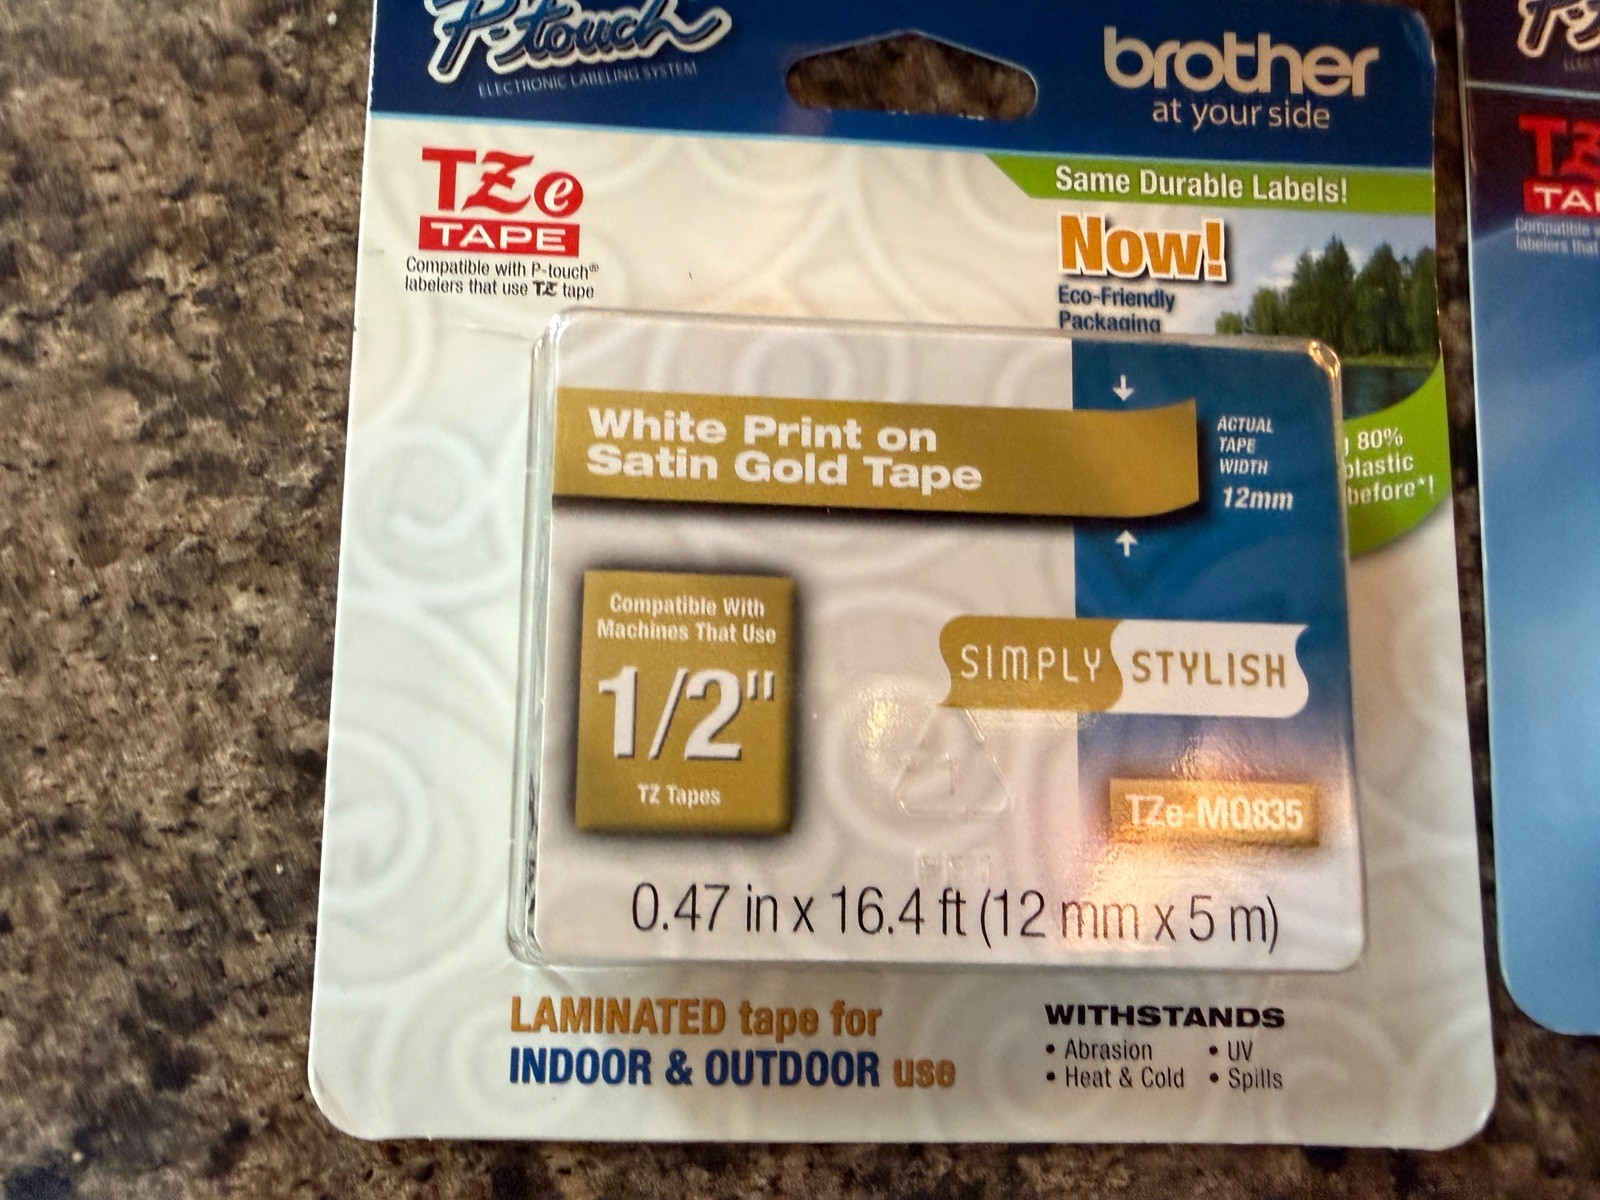 P-touch
ELECTRONIC LABELING SYSTEM
brother
at your side
TZe
TAPE
Compatible with P-touch®
labelers that use TZ tape
Same Durable Labels!
Now!
Eco-Friendly
Packaging
80%
plastic
before*!
White Print on
Satin Gold Tape
ACTUAL
TAPE
WIDTH
12mm
Compatible With
Machines That Use
1/2"
TZ Tapes
SIMPLY STYLISH
TZe-MQ835
0.47 in x 16.4 ft (12 mm x 5 m)
LAMINATED tape for
INDOOR & OUTDOOR use
WITHSTANDS
• Abrasion • UV
• Heat & Cold • Spills
Compatible
labelers that